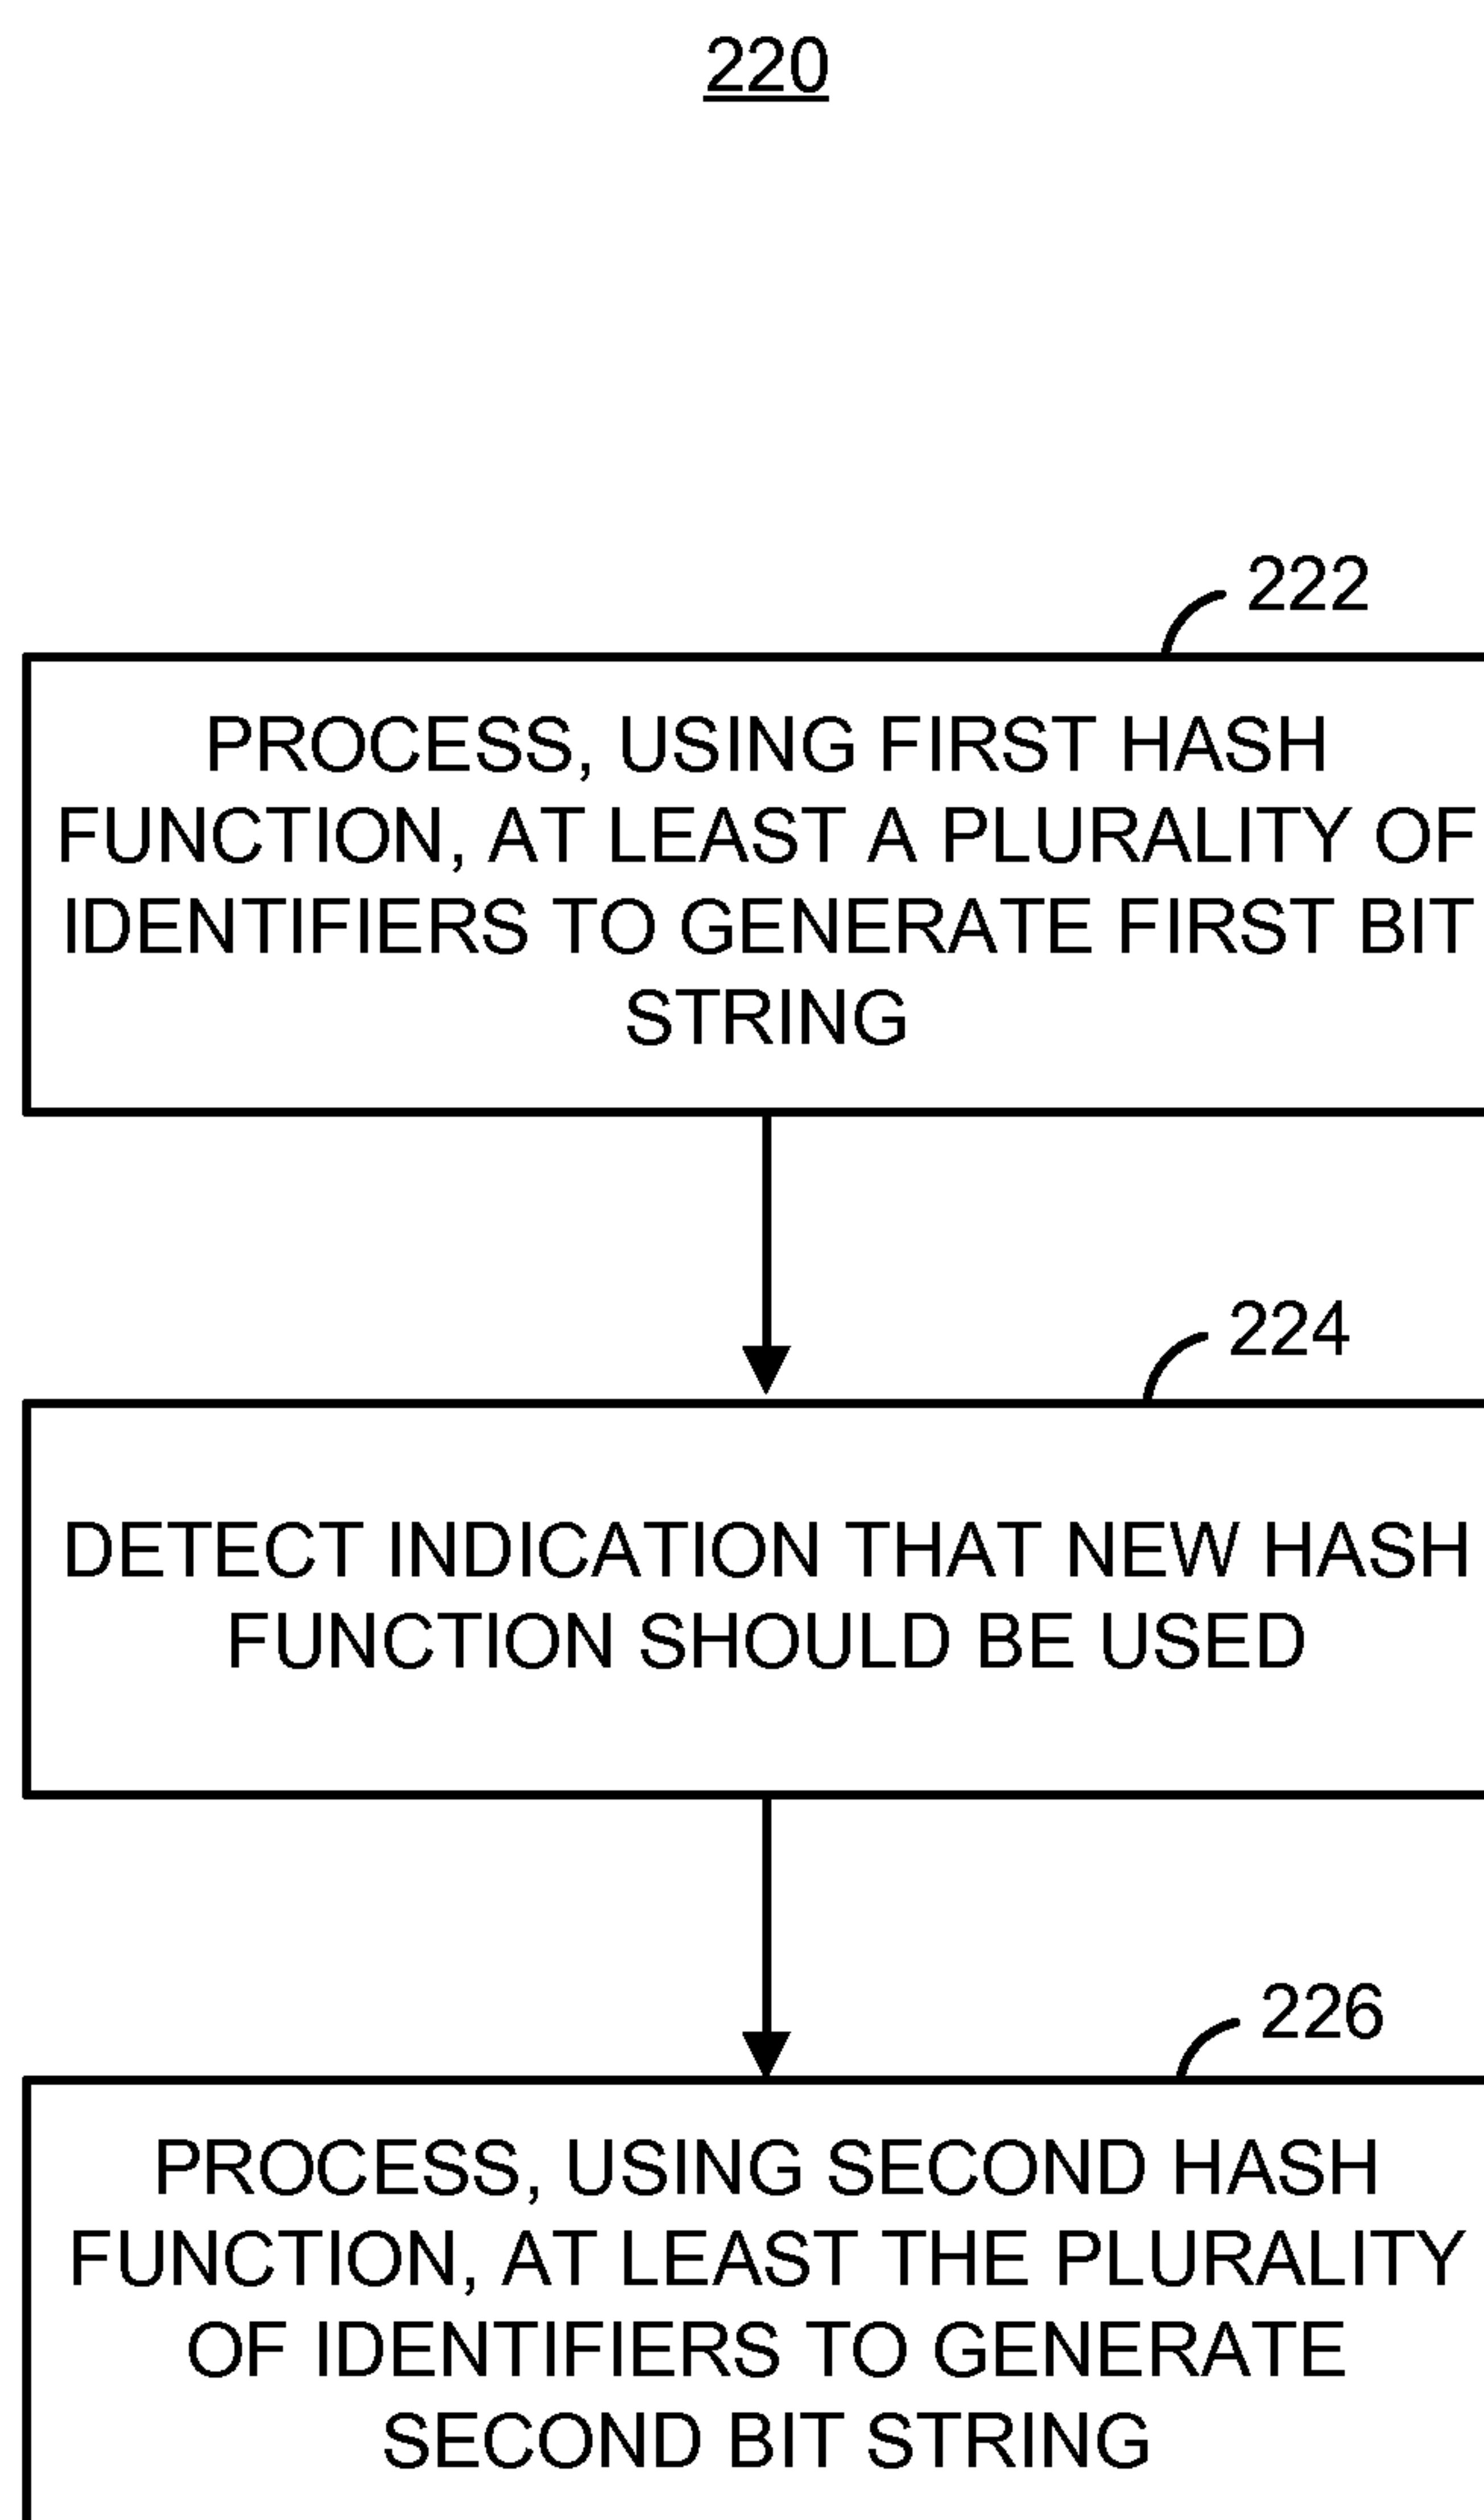 220
222
PROCESS, USING FIRST HASH
FUNCTION, AT LEAST A PLURALITY OF
IDENTIFIERS TO GENERATE FIRST BIT
STRING
224
DETECT INDICATION THAT NEW HASH
FUNCTION SHOULD BE USED
226
PROCESS, USING SECOND HASH
FUNCTION, AT LEAST THE PLURALITY
OF IDENTIFIERS TO GENERATE
SECOND BIT STRING